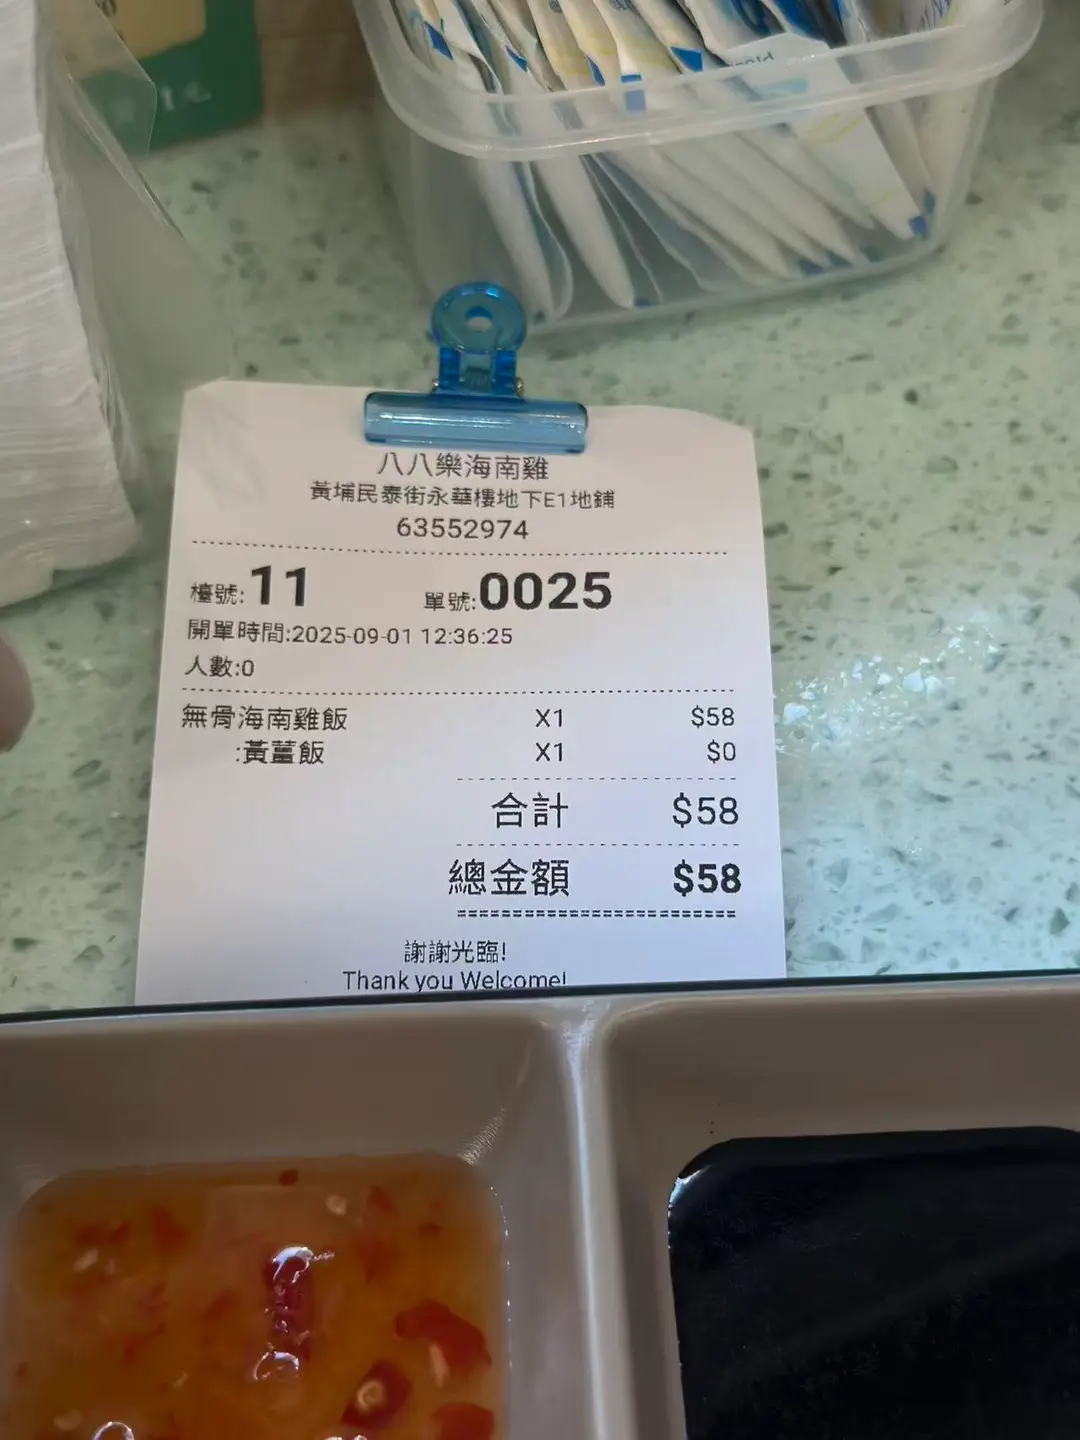 八八樂海南雞
黃埔民泰街永華樓地下E1地鋪
63552974
檯號:11 單號:0025
開單時間:2025-09-01 12:36:25
人數:0
無骨海南雞飯 X1 $58
:黃薑飯 X1 $0
合計 $58
總金額 $58
謝謝光臨!
Thank you Welcome!